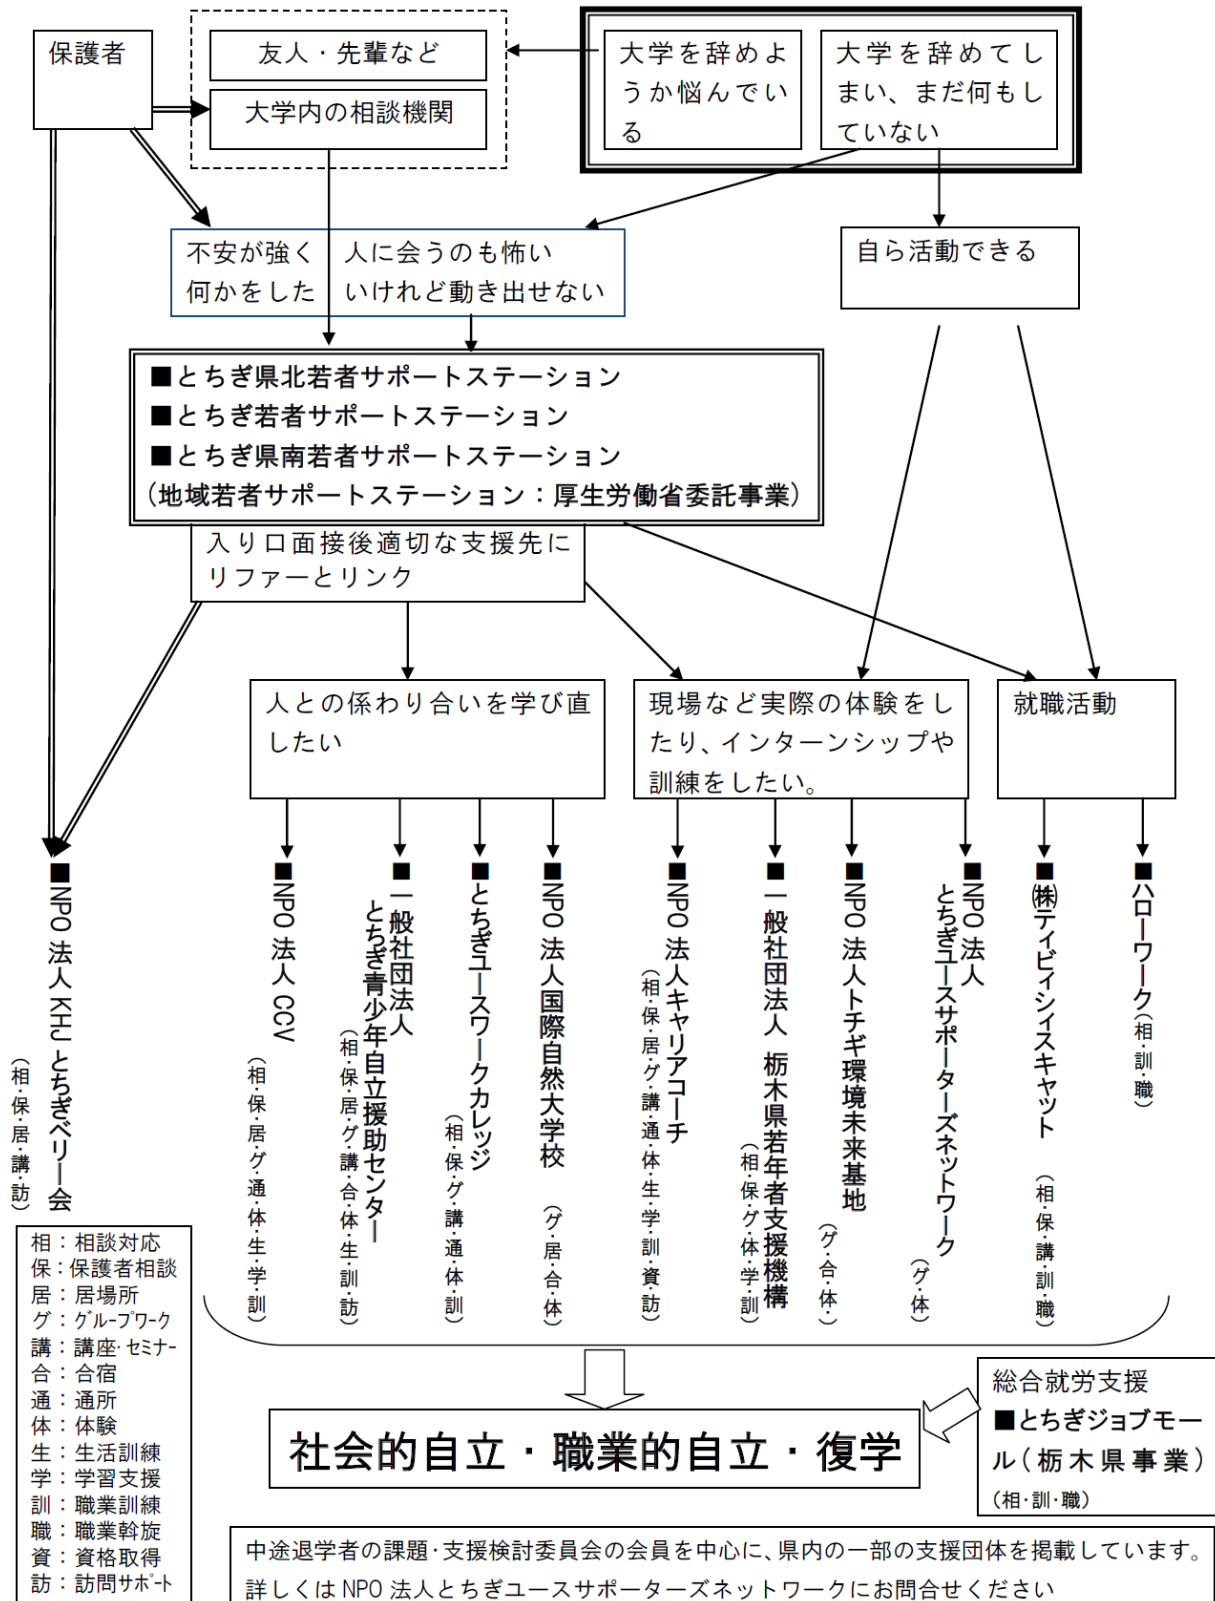 保護者
友人・先輩など
大学内の相談機関
大学を辞めよ
うか悩んでい
る
大学を辞めてし
まい、まだ何もし
ていない
不安が強く 人に会うのも怖い
何かをした いけれど動き出せない
自ら活動できる
■とちぎ県北若者サポートステーション
■とちぎ若者サポートステーション
■とちぎ県南若者サポートステーション
(地域若者サポートステーション：厚生労働省委託事業)
入り口面接後適切な支援先に
リファーとリンク
人との係わり合いを学び直
したい
現場など実際の体験をし
たり、インターンシップや
訓練をしたい。
就職活動
■NPO 法人 KHJ とちぎベリー会
（相・保・居・講・訪）
■NPO 法人 CCV
（相・保・居・グ・通・体・生・学・訓）
■一般社団法人
とちぎ青少年自立援助センター
（相・保・居・グ・講・合・体・生・訓・訪）
■とちぎユースワークカレッジ
（相・保・グ・講・通・体・訓）
■NPO 法人国際自然大学校
（グ・居・合・体）
■NPO 法人キャリアコーチ
（相・保・居・グ・講・通・体・生・学・訓・資・訪）
■一般社団法人 栃木県若年者支援機構
（相・保・グ・体・学・訓）
■NPO 法人トチギ環境未来基地
（グ・合・体・）
■NPO 法人
とちぎユースサポーターズネットワーク
（グ・体）
■㈱ティビィシィスキャット
（相・保・講・訓・職）
■ハローワーク（相・訓・職）
相：相談対応
保：保護者相談
居：居場所
グ：グループワーク
講：講座・セミナー
合：合宿
通：通所
体：体験
生：生活訓練
学：学習支援
訓：職業訓練
職：職業斡旋
資：資格取得
訪：訪問サポート
総合就労支援
■とちぎジョブモー
ル(栃木県事業)
(相・訓・職)
社会的自立・職業的自立・復学
中途退学者の課題・支援検討委員会の会員を中心に、県内の一部の支援団体を掲載しています。
詳しくは NPO 法人とちぎユースサポーターズネットワークにお問合せください